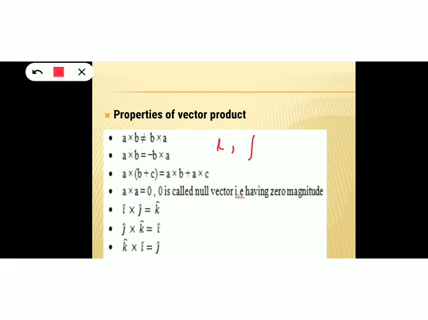 Properties of vector product
• a × b ≠ b × a
• a × b = −b × a
• a × (b + c) = a × b + a × c
• a × a = 0 , 0 is called null vector i.e having zero magnitude
• î × ĵ = k̂
• ĵ × k̂ = î
• k̂ × î = ĵ